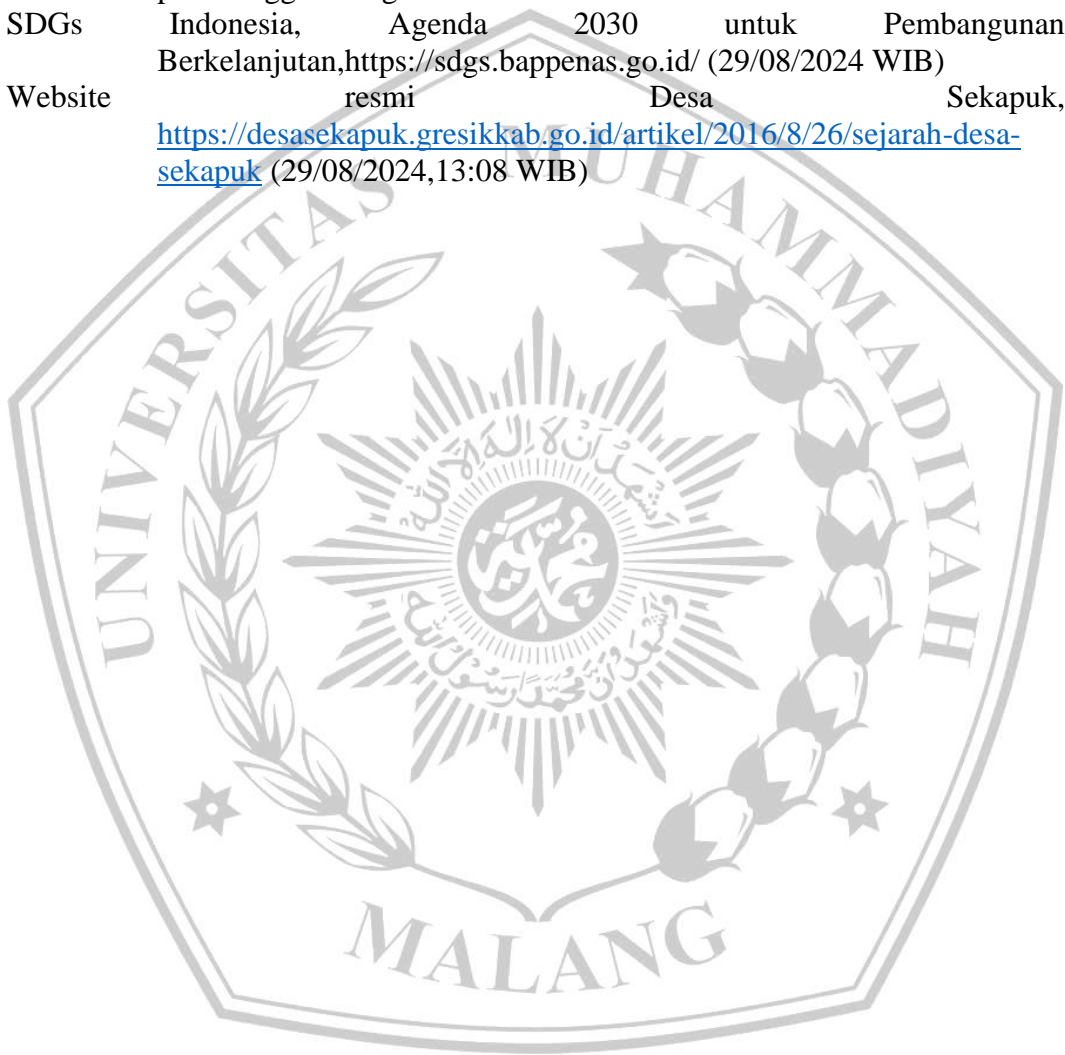 SDGs Indonesia, Agenda 2030 untuk Pembangunan
Berkelanjutan,https://sdgs.bappenas.go.id/ (29/08/2024 WIB)
Website resmi Desa Sekapuk,
https://desasekapuk.gresikkab.go.id/artikel/2016/8/26/sejarah-desa-
sekapuk (29/08/2024,13:08 WIB)
UNIVERSITAS MUHAMMADIYAH
MALANG